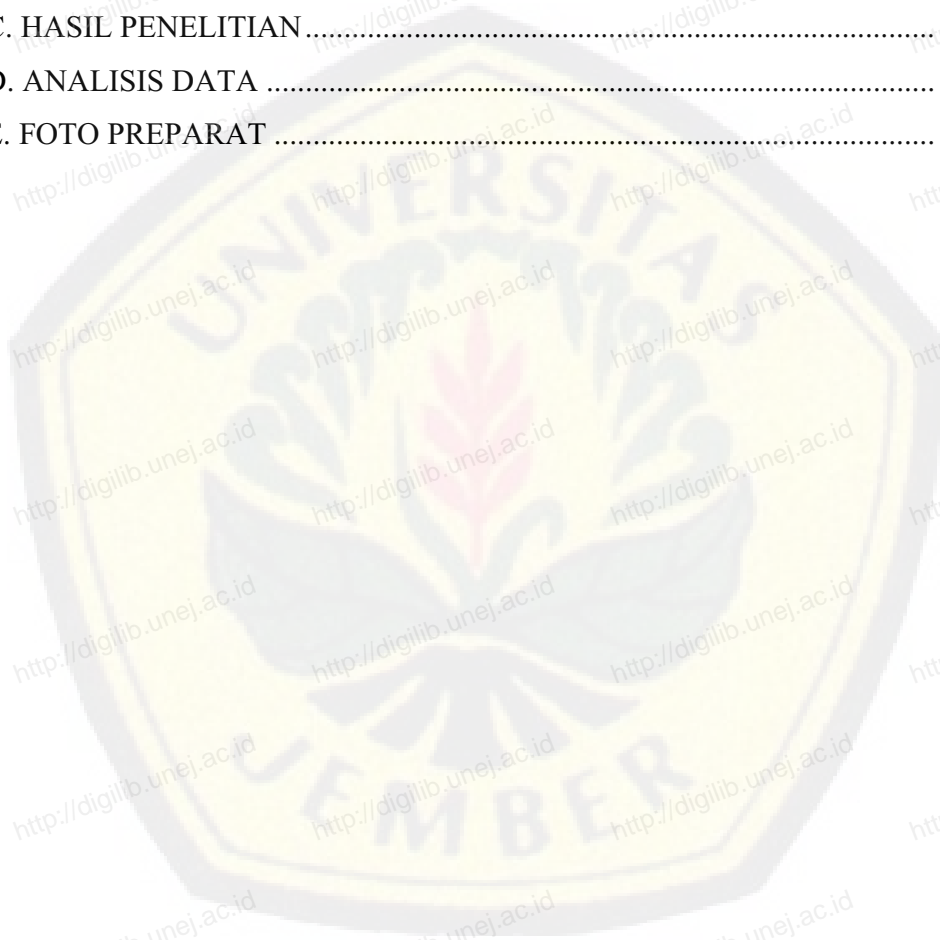 C. HASIL PENELITIAN ..........................................................................
D. ANALISIS DATA ..............................................................................
E. FOTO PREPARAT .............................................................................
UNIVERSITAS
JEMBER
http://digilib.unej.ac.id